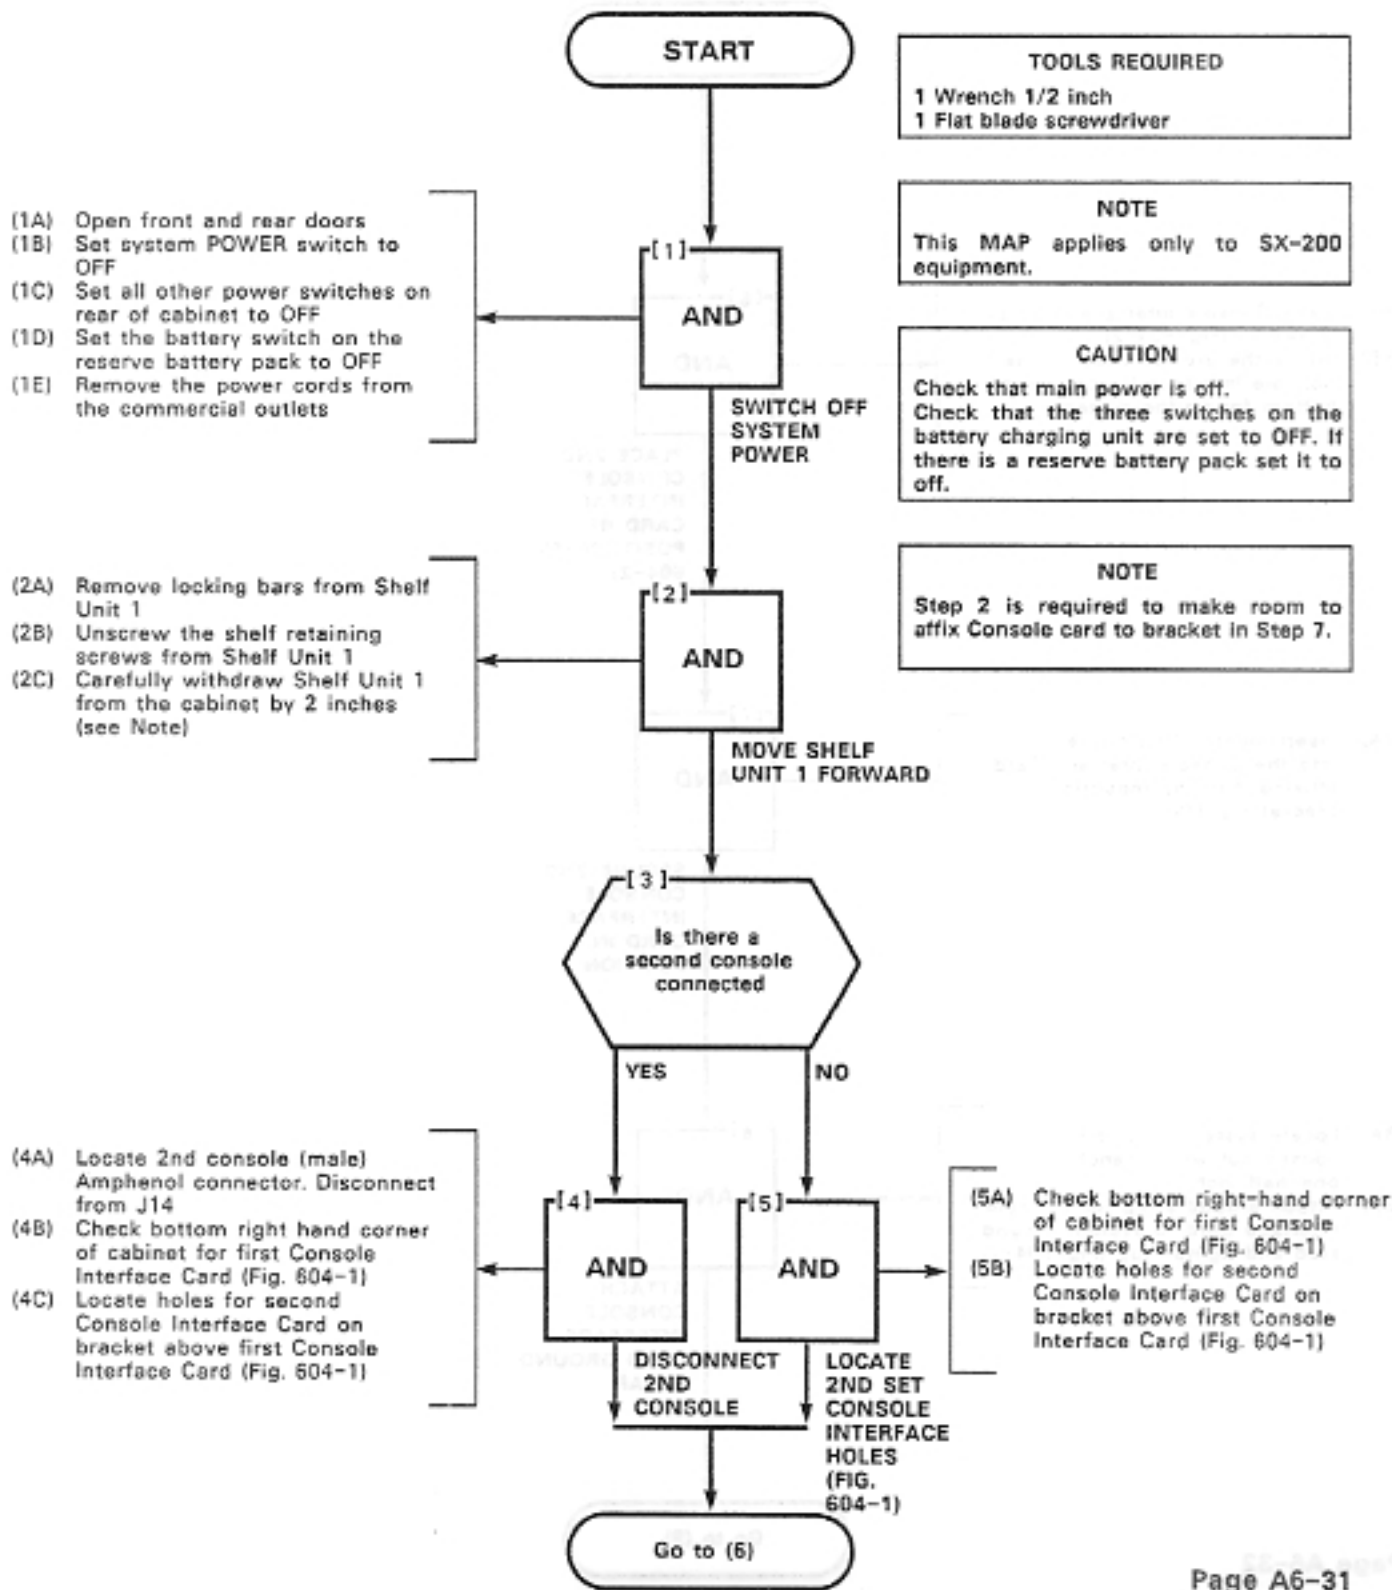 START
TOOLS REQUIRED
1 Wrench 1/2 inch
1 Flat blade screwdriver
NOTE
This MAP applies only to SX-200
equipment.
CAUTION
Check that main power is off.
Check that the three switches on the
battery charging unit are set to OFF. If
there is a reserve battery pack set it to
off.
NOTE
Step 2 is required to make room to
affix Console card to bracket in Step 7.
(1A) Open front and rear doors
(1B) Set system POWER switch to
OFF
(1C) Set all other power switches on
rear of cabinet to OFF
(1D) Set the battery switch on the
reserve battery pack to OFF
(1E) Remove the power cords from
the commercial outlets
[1]
AND
SWITCH OFF
SYSTEM
POWER
(2A) Remove locking bars from Shelf
Unit 1
(2B) Unscrew the shelf retaining
screws from Shelf Unit 1
(2C) Carefully withdraw Shelf Unit 1
from the cabinet by 2 inches
(see Note)
[2]
AND
MOVE SHELF
UNIT 1 FORWARD
[3]
Is there a
second console
connected
YES
NO
(4A) Locate 2nd console (male)
Amphenol connector. Disconnect
from J14
(4B) Check bottom right hand corner
of cabinet for first Console
Interface Card (Fig. 604-1)
(4C) Locate holes for second
Console Interface Card on
bracket above first Console
Interface Card (Fig. 604-1)
[4]
AND
DISCONNECT
2ND
CONSOLE
[5]
AND
LOCATE
2ND SET
CONSOLE
INTERFACE
HOLES
(FIG.
604-1)
(5A) Check bottom right-hand corner
of cabinet for first Console
Interface Card (Fig. 604-1)
(5B) Locate holes for second
Console Interface Card on
bracket above first Console
Interface Card (Fig. 604-1)
Go to (6)
Page A6-31